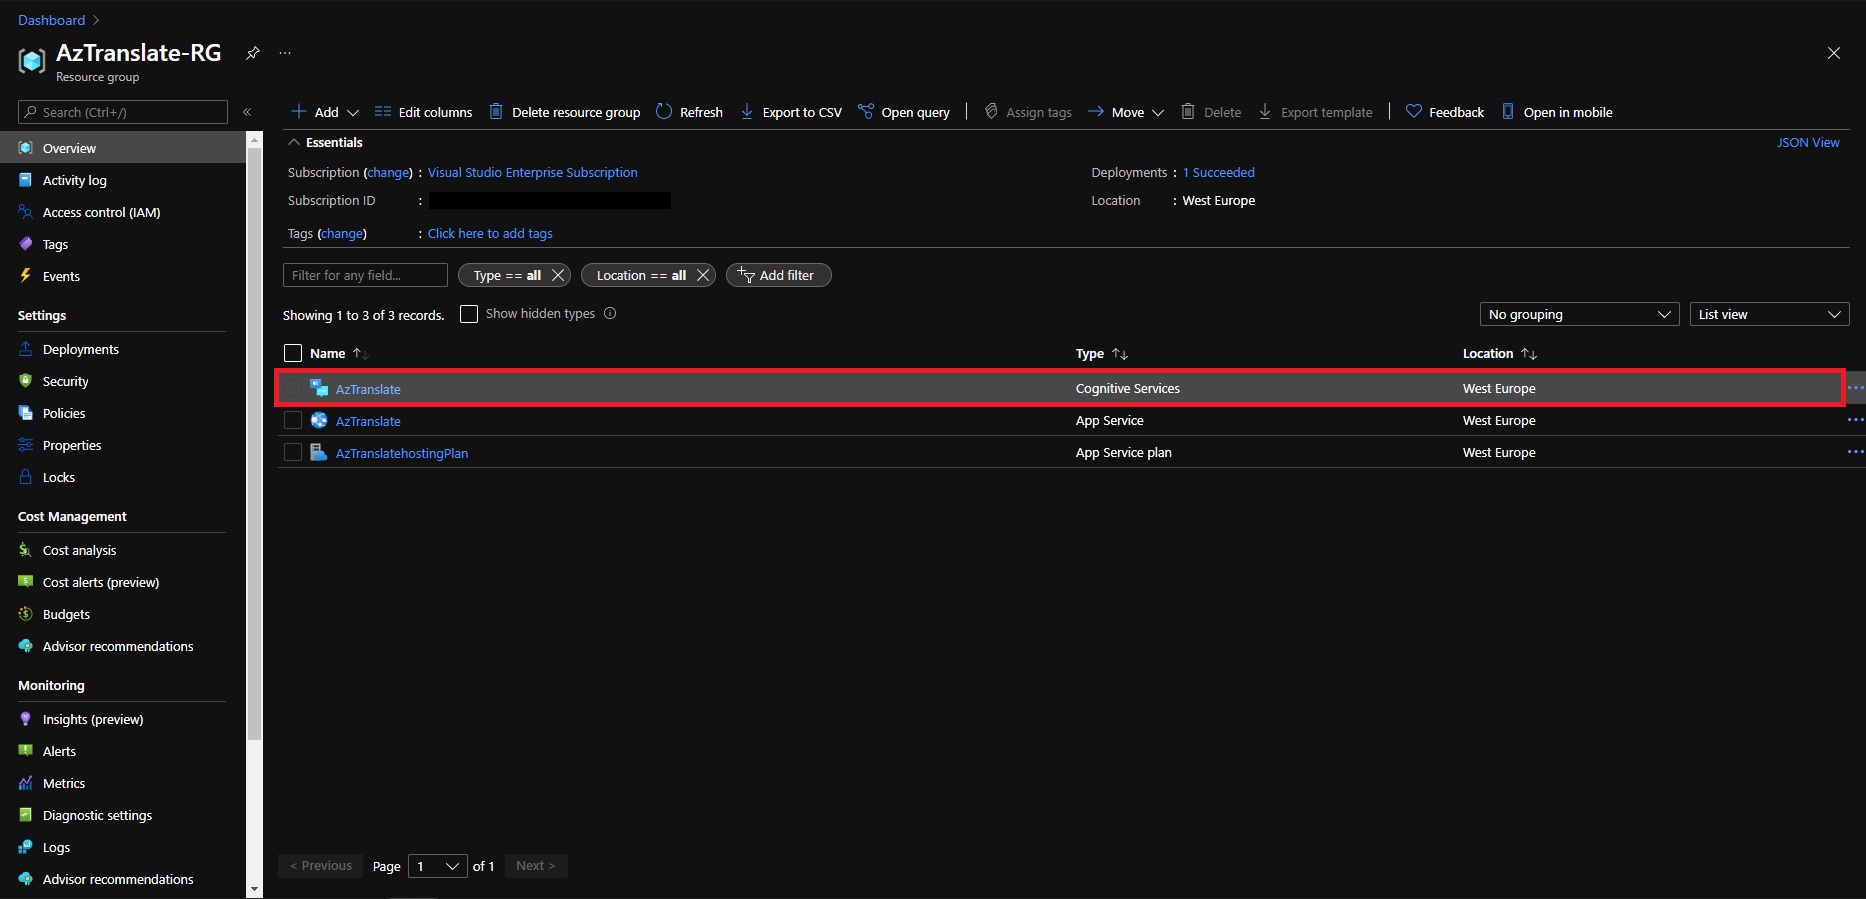 Dashboard >
AzTranslate-RG ...
Resource group
Search (Ctrl+/) «
Overview
Activity log
Access control (IAM)
Tags
Events
Settings
Deployments
Security
Policies
Properties
Locks
Cost Management
Cost analysis
Cost alerts (preview)
Budgets
Advisor recommendations
Monitoring
Insights (preview)
Alerts
Metrics
Diagnostic settings
Logs
Advisor recommendations
Add Edit columns Delete resource group Refresh Export to CSV Open query Assign tags Move Delete Export template Feedback Open in mobile
Essentials JSON View
Subscription (change) : Visual Studio Enterprise Subscription Deployments : 1 Succeeded
Subscription ID : Location : West Europe
Tags (change) : Click here to add tags
Filter for any field... Type == all Location == all Add filter
Showing 1 to 3 of 3 records. Show hidden types No grouping List view
Name Type Location
AzTranslate Cognitive Services West Europe ...
AzTranslate App Service West Europe ...
AzTranslatehostingPlan App Service plan West Europe ...
< Previous Page 1 of 1 Next >